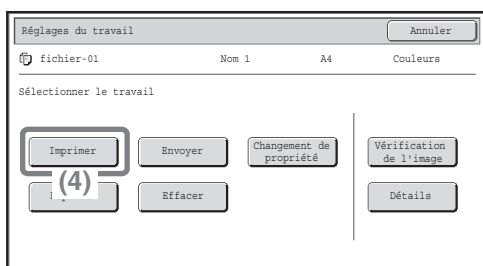 Réglages du travail Annuler
fichier-01 Nom 1 A4 Couleurs
Sélectionner le travail
Imprimer Envoyer Changement de propriété Vérification de l'image
(4)
Effacer Détails